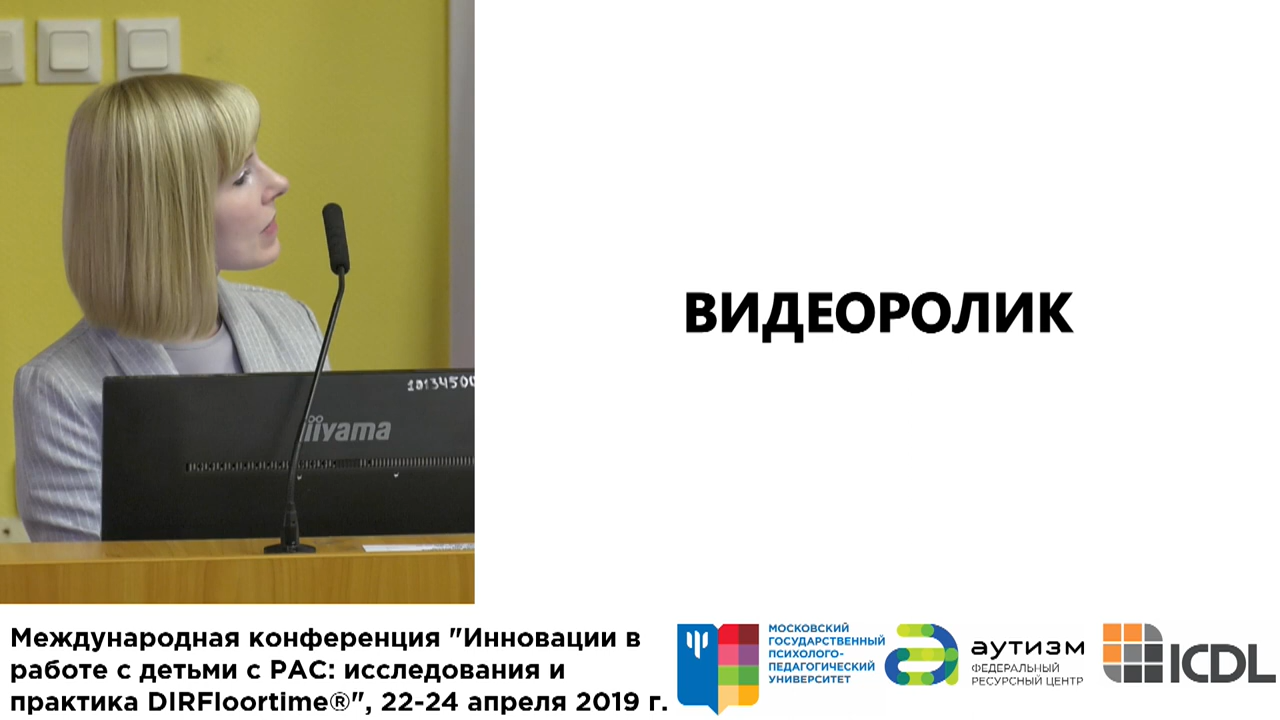 ВИДЕОРОЛИК
1013450
iiyama
Международная конференция "Инновации в
работе с детьми с РАС: исследования и
практика DIRFloortime®", 22-24 апреля 2019 г.
МОСКОВСКИЙ
ГОСУДАРСТВЕННЫЙ
ПСИХОЛОГО-
ПЕДАГОГИЧЕСКИЙ
УНИВЕРСИТЕТ
аутизм
ФЕДЕРАЛЬНЫЙ
РЕСУРСНЫЙ ЦЕНТР
ICDL